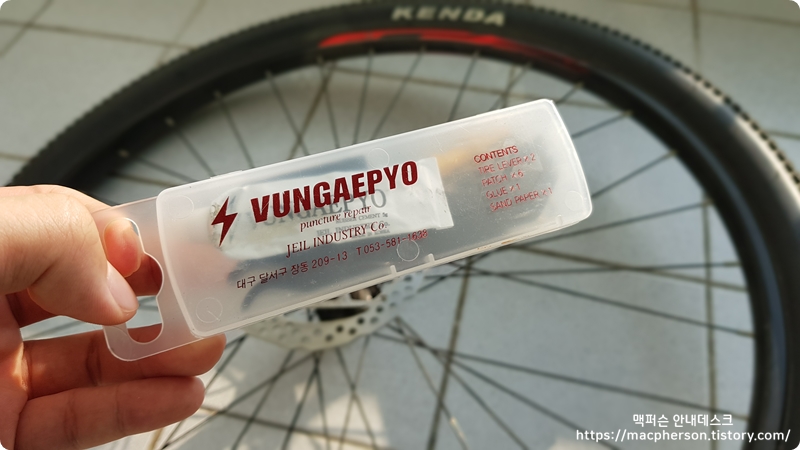 KENDA
VUNGAEPYO
puncture repair
JEIL INDUSTRY Co.
대구 달서구 장동 209-13 T 053-581-1638
CONTENTS
TIRE LEVER x2
PATCH x6
GLUE x1
SAND PAPER x1
맥퍼슨 안내데스크
https://macpherson.tistory.com/